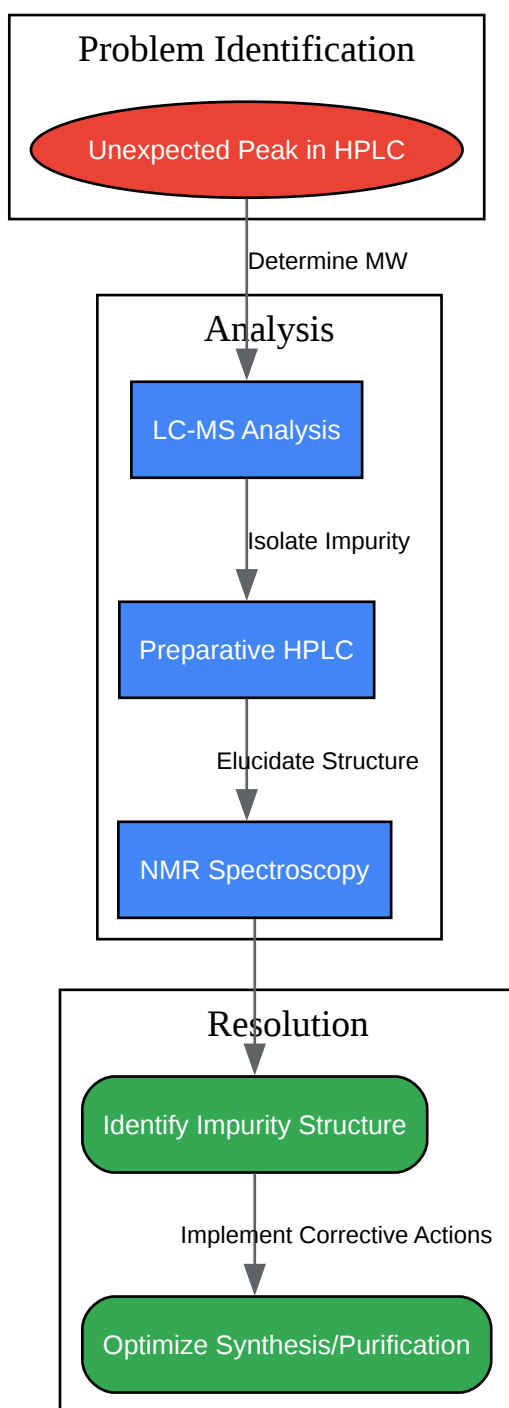 Problem Identification
Unexpected Peak in HPLC
Determine MW
Analysis
LC-MS Analysis
Isolate Impurity
Preparative HPLC
Elucidate Structure
NMR Spectroscopy
Resolution
Identify Impurity Structure
Implement Corrective Actions
Optimize Synthesis/Purification